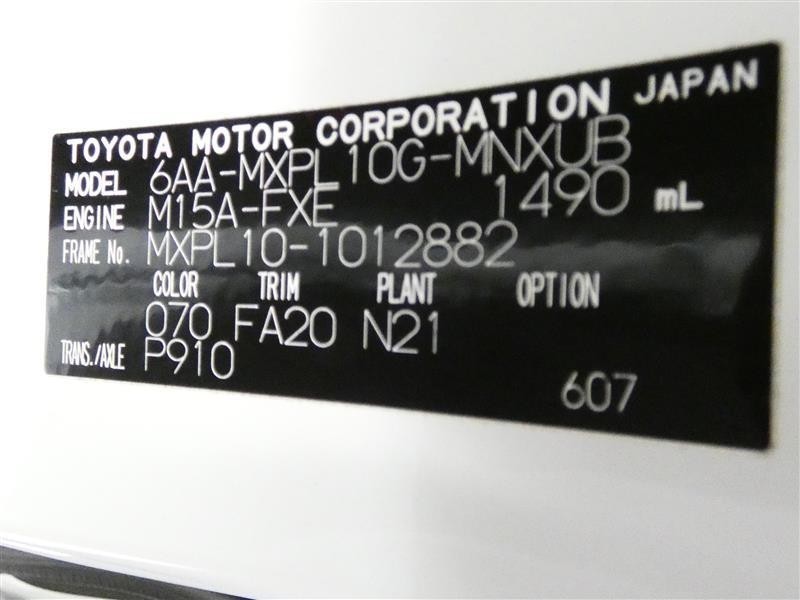 TOYOTA MOTOR CORPORATION JAPAN
MODEL 6AA-MXPL10G-MNXUB
ENGINE M15A-FXE 1490 mL
FRAME No. MXPL10-1012882
COLOR TRIM PLANT OPTION
070 FA20 N21
TRANS./AXLE P910
607